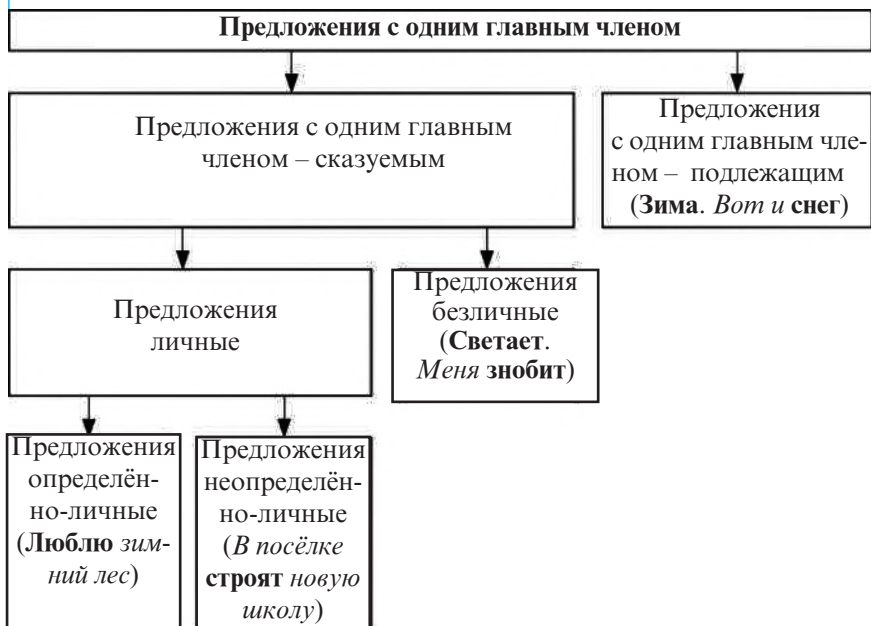 Предложения с одним главным членом
Предложения с одним главным
членом – сказуемым
Предложения
с одним главным чле-
ном – подлежащим
(Зима. Вот и снег)
Предложения
личные
Предложения
безличные
(Светает.
Меня знобит)
Предложения
определён-
но-личные
(Люблю зим-
ний лес)
Предложения
неопределён-
но-личные
(В посёлке
строят новую
школу)